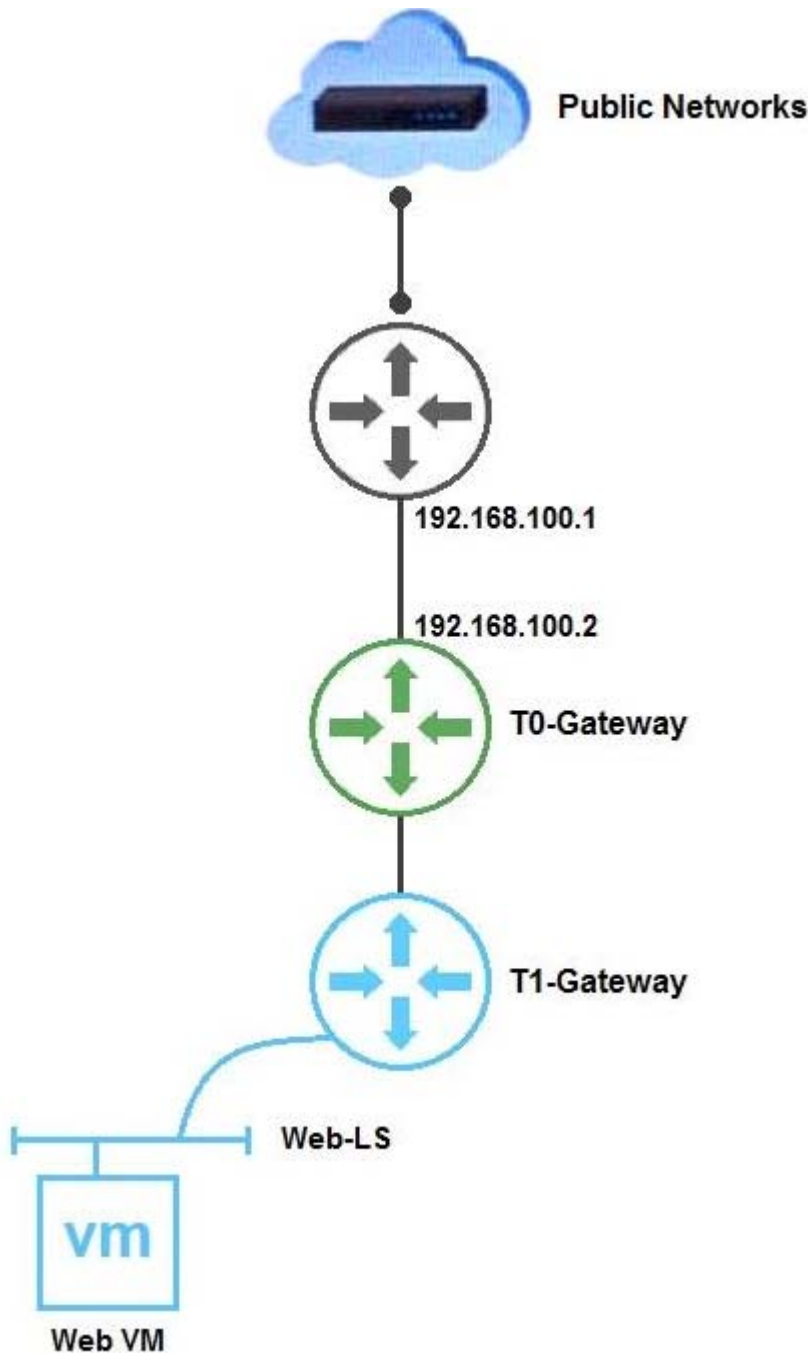 Public Networks
192.168.100.1
192.168.100.2
T0-Gateway
T1-Gateway
Web-LS
vm
Web VM